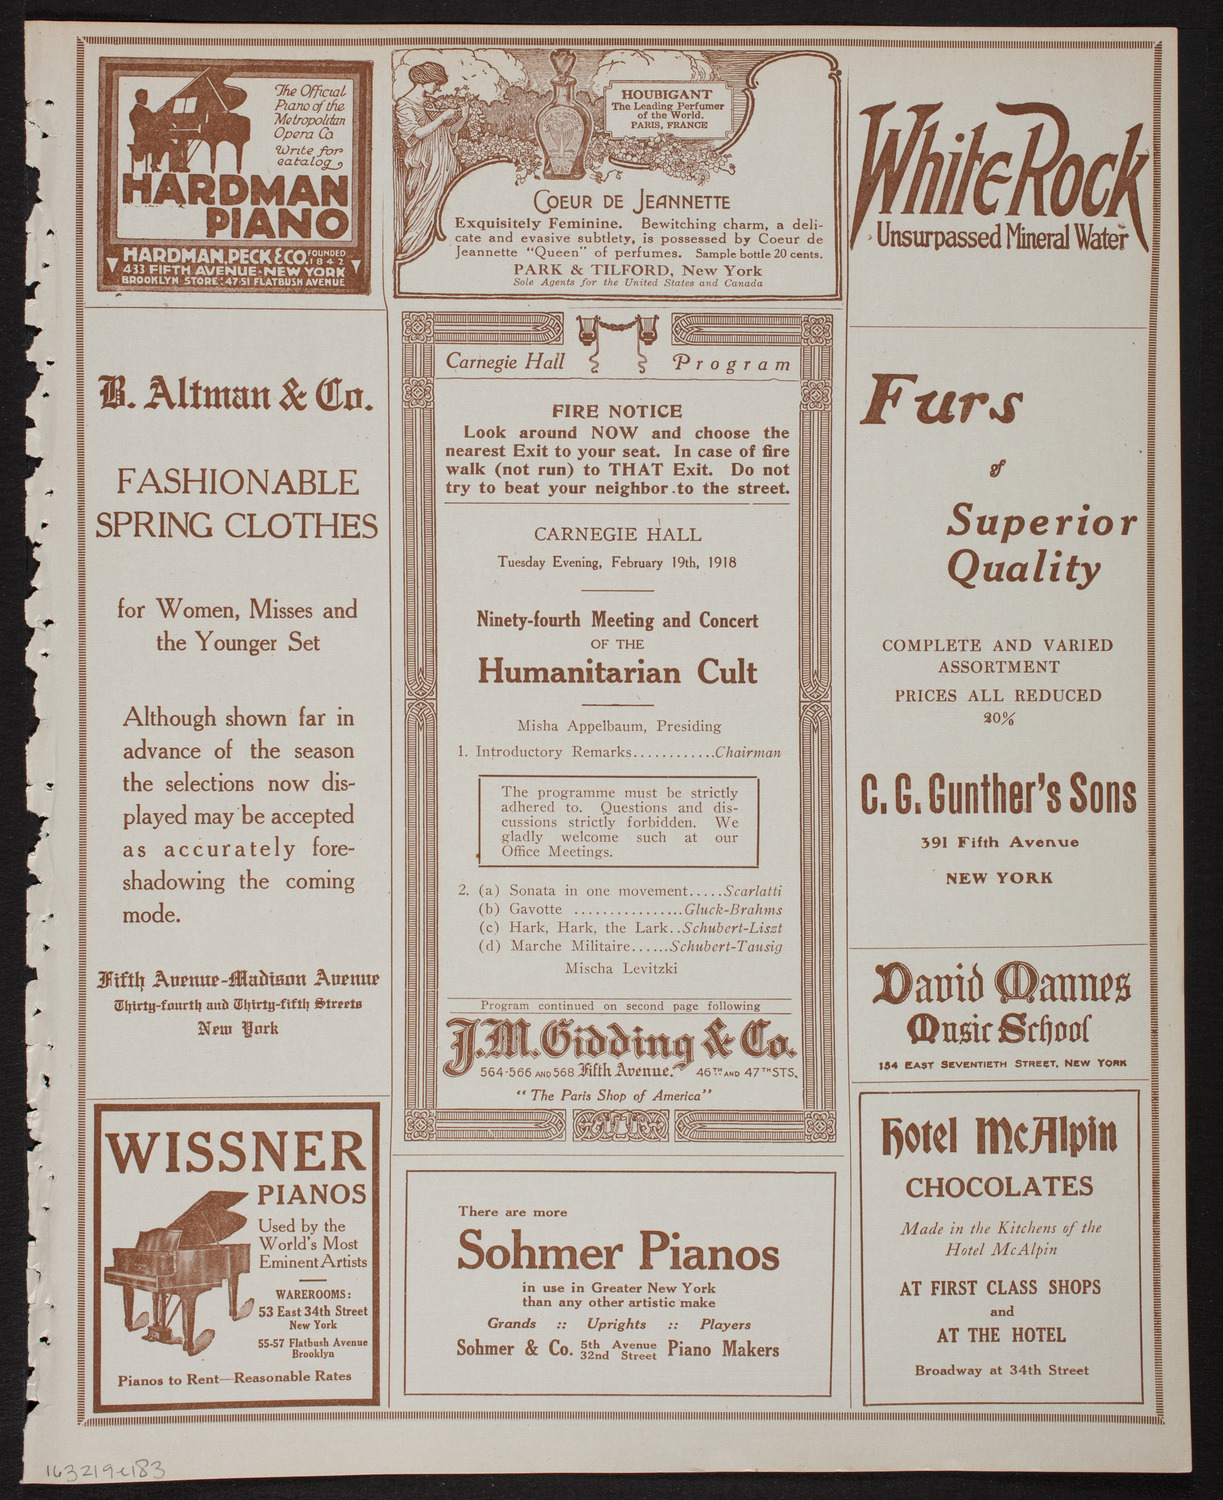 The Official
Piano of the
Metropolitan
Opera Co
Write for
catalog
HARDMAN
PIANO
HARDMAN, PECK & CO. FOUNDED 1842
433 FIFTH AVENUE - NEW YORK
BROOKLYN STORE: 47-51 FLATBUSH AVENUE
HOUBIGANT
The Leading Perfumer
of the World.
PARIS, FRANCE
COEUR DE JEANNETTE
Exquisitely Feminine. Bewitching charm, a deli-
cate and evasive subtlety, is possessed by Coeur de
Jeannette "Queen" of perfumes. Sample bottle 20 cents.
PARK & TILFORD, New York
Sole Agents for the United States and Canada
White Rock
Unsurpassed Mineral Water
B. Altman & Co.
FASHIONABLE
SPRING CLOTHES
for Women, Misses and
the Younger Set
Although shown far in
advance of the season
the selections now dis-
played may be accepted
as accurately fore-
shadowing the coming
mode.
Fifth Avenue-Madison Avenue
Thirty-fourth and Thirty-fifth Streets
New York
WISSNER
PIANOS
Used by the
World's Most
Eminent Artists
WAREROOMS:
53 East 34th Street
New York
55-57 Flatbush Avenue
Brooklyn
Pianos to Rent—Reasonable Rates
Carnegie Hall Program
FIRE NOTICE
Look around NOW and choose the
nearest Exit to your seat. In case of fire
walk (not run) to THAT Exit. Do not
try to beat your neighbor to the street.
CARNEGIE HALL
Tuesday Evening, February 19th, 1918
Ninety-fourth Meeting and Concert
OF THE
Humanitarian Cult
Misha Appelbaum, Presiding
1. Introductory Remarks............Chairman
The programme must be strictly
adhered to. Questions and dis-
cussions strictly forbidden. We
gladly welcome such at our
Office Meetings.
2. (a) Sonata in one movement.....Scarlatti
(b) Gavotte ................Gluck-Brahms
(c) Hark, Hark, the Lark..Schubert-Liszt
(d) Marche Militaire......Schubert-Tausig
Mischa Levitzki
Program continued on second page following
J.M. Gidding & Co.
564-566 AND 568 Fifth Avenue. 46TH AND 47TH STS.
"The Paris Shop of America"
There are more
Sohmer Pianos
in use in Greater New York
than any other artistic make
Grands :: Uprights :: Players
Sohmer & Co. 5th Avenue 32nd Street Piano Makers
Furs
of
Superior
Quality
COMPLETE AND VARIED
ASSORTMENT
PRICES ALL REDUCED
20%
C. G. Gunther's Sons
391 Fifth Avenue
NEW YORK
David Mannes
Music School
154 EAST SEVENTIETH STREET, NEW YORK
Hotel McAlpin
CHOCOLATES
Made in the Kitchens of the
Hotel McAlpin
AT FIRST CLASS SHOPS
and
AT THE HOTEL
Broadway at 34th Street